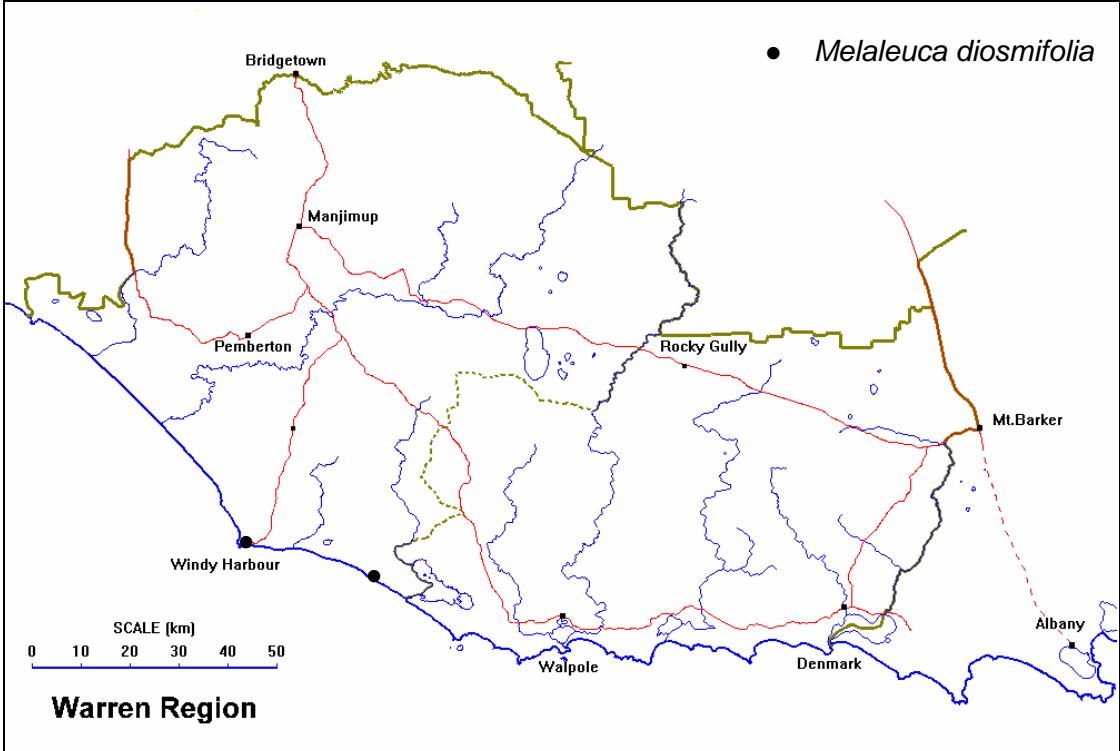 Melaleuca diosmifolia
Bridgetown
Manjimup
Pemberton
Rocky Gully
Mt.Barker
Windy Harbour
Albany
SCALE (km)
0 10 20 30 40 50
Walpole
Denmark
Warren Region